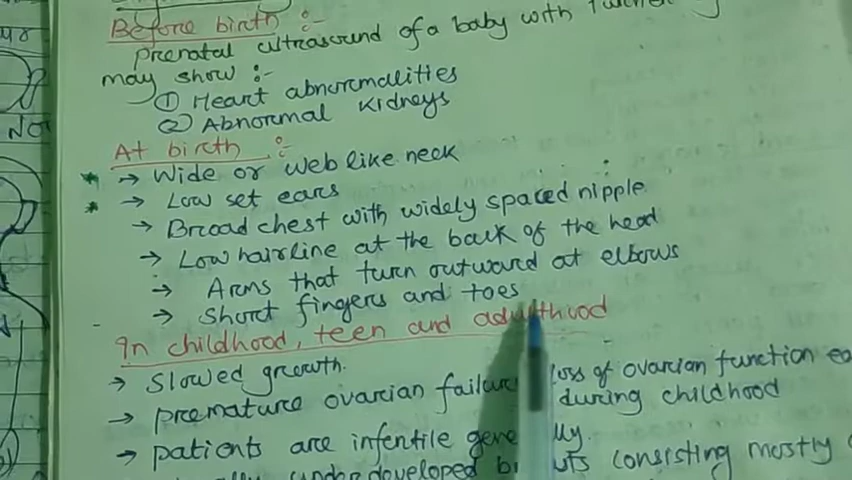 Before birth :-
Prenatal ultrasound of a baby with
may show :-
① Heart abnormalities
② Abnormal Kidneys
At birth :-
* → Wide or web like neck
* → Low set ears
→ Broad chest with widely spaced nipple
→ Low hairline at the back of the head
→ Arms that turn outward at elbows
→ Short fingers and toes
In childhood, teen and adulthood
→ Slowed growth.
→ Premature ovarian failure loss of ovarian function
during childhood
→ patients are infentile
underdeveloped consisting mostly